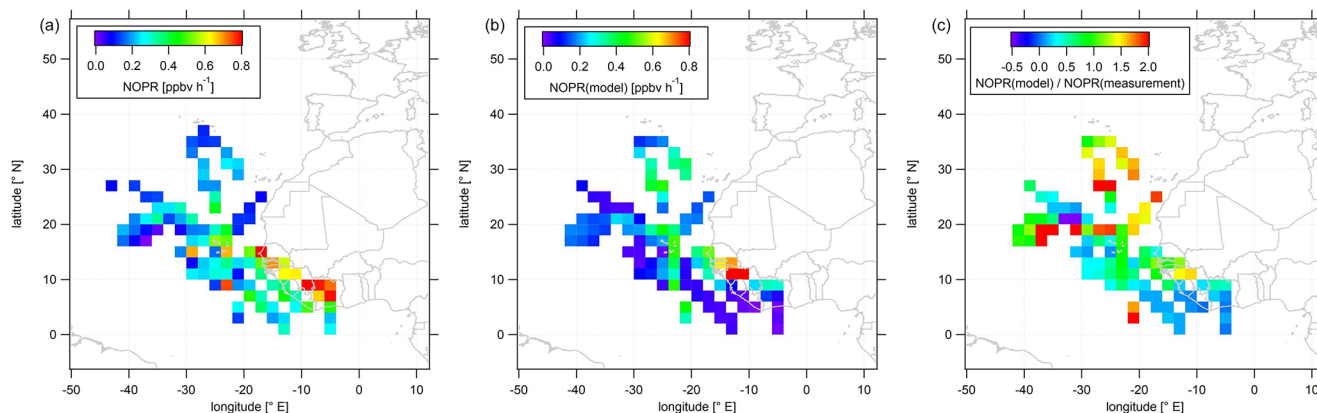 (a)
0.0 0.2 0.4 0.6 0.8
NOPR [ppbv h⁻¹]
50
40
30
20
10
0
latitude [° N]
-50 -40 -30 -20 -10 0 10
longitude [° E]
(b)
0.0 0.2 0.4 0.6 0.8
NOPR(model) [ppbv h⁻¹]
50
40
30
20
10
0
latitude [° N]
-50 -40 -30 -20 -10 0 10
longitude [° E]
(c)
-0.5 0.0 0.5 1.0 1.5 2.0
NOPR(model) / NOPR(measurement)
50
40
30
20
10
0
latitude [° N]
-50 -40 -30 -20 -10 0 10
longitude [° E]